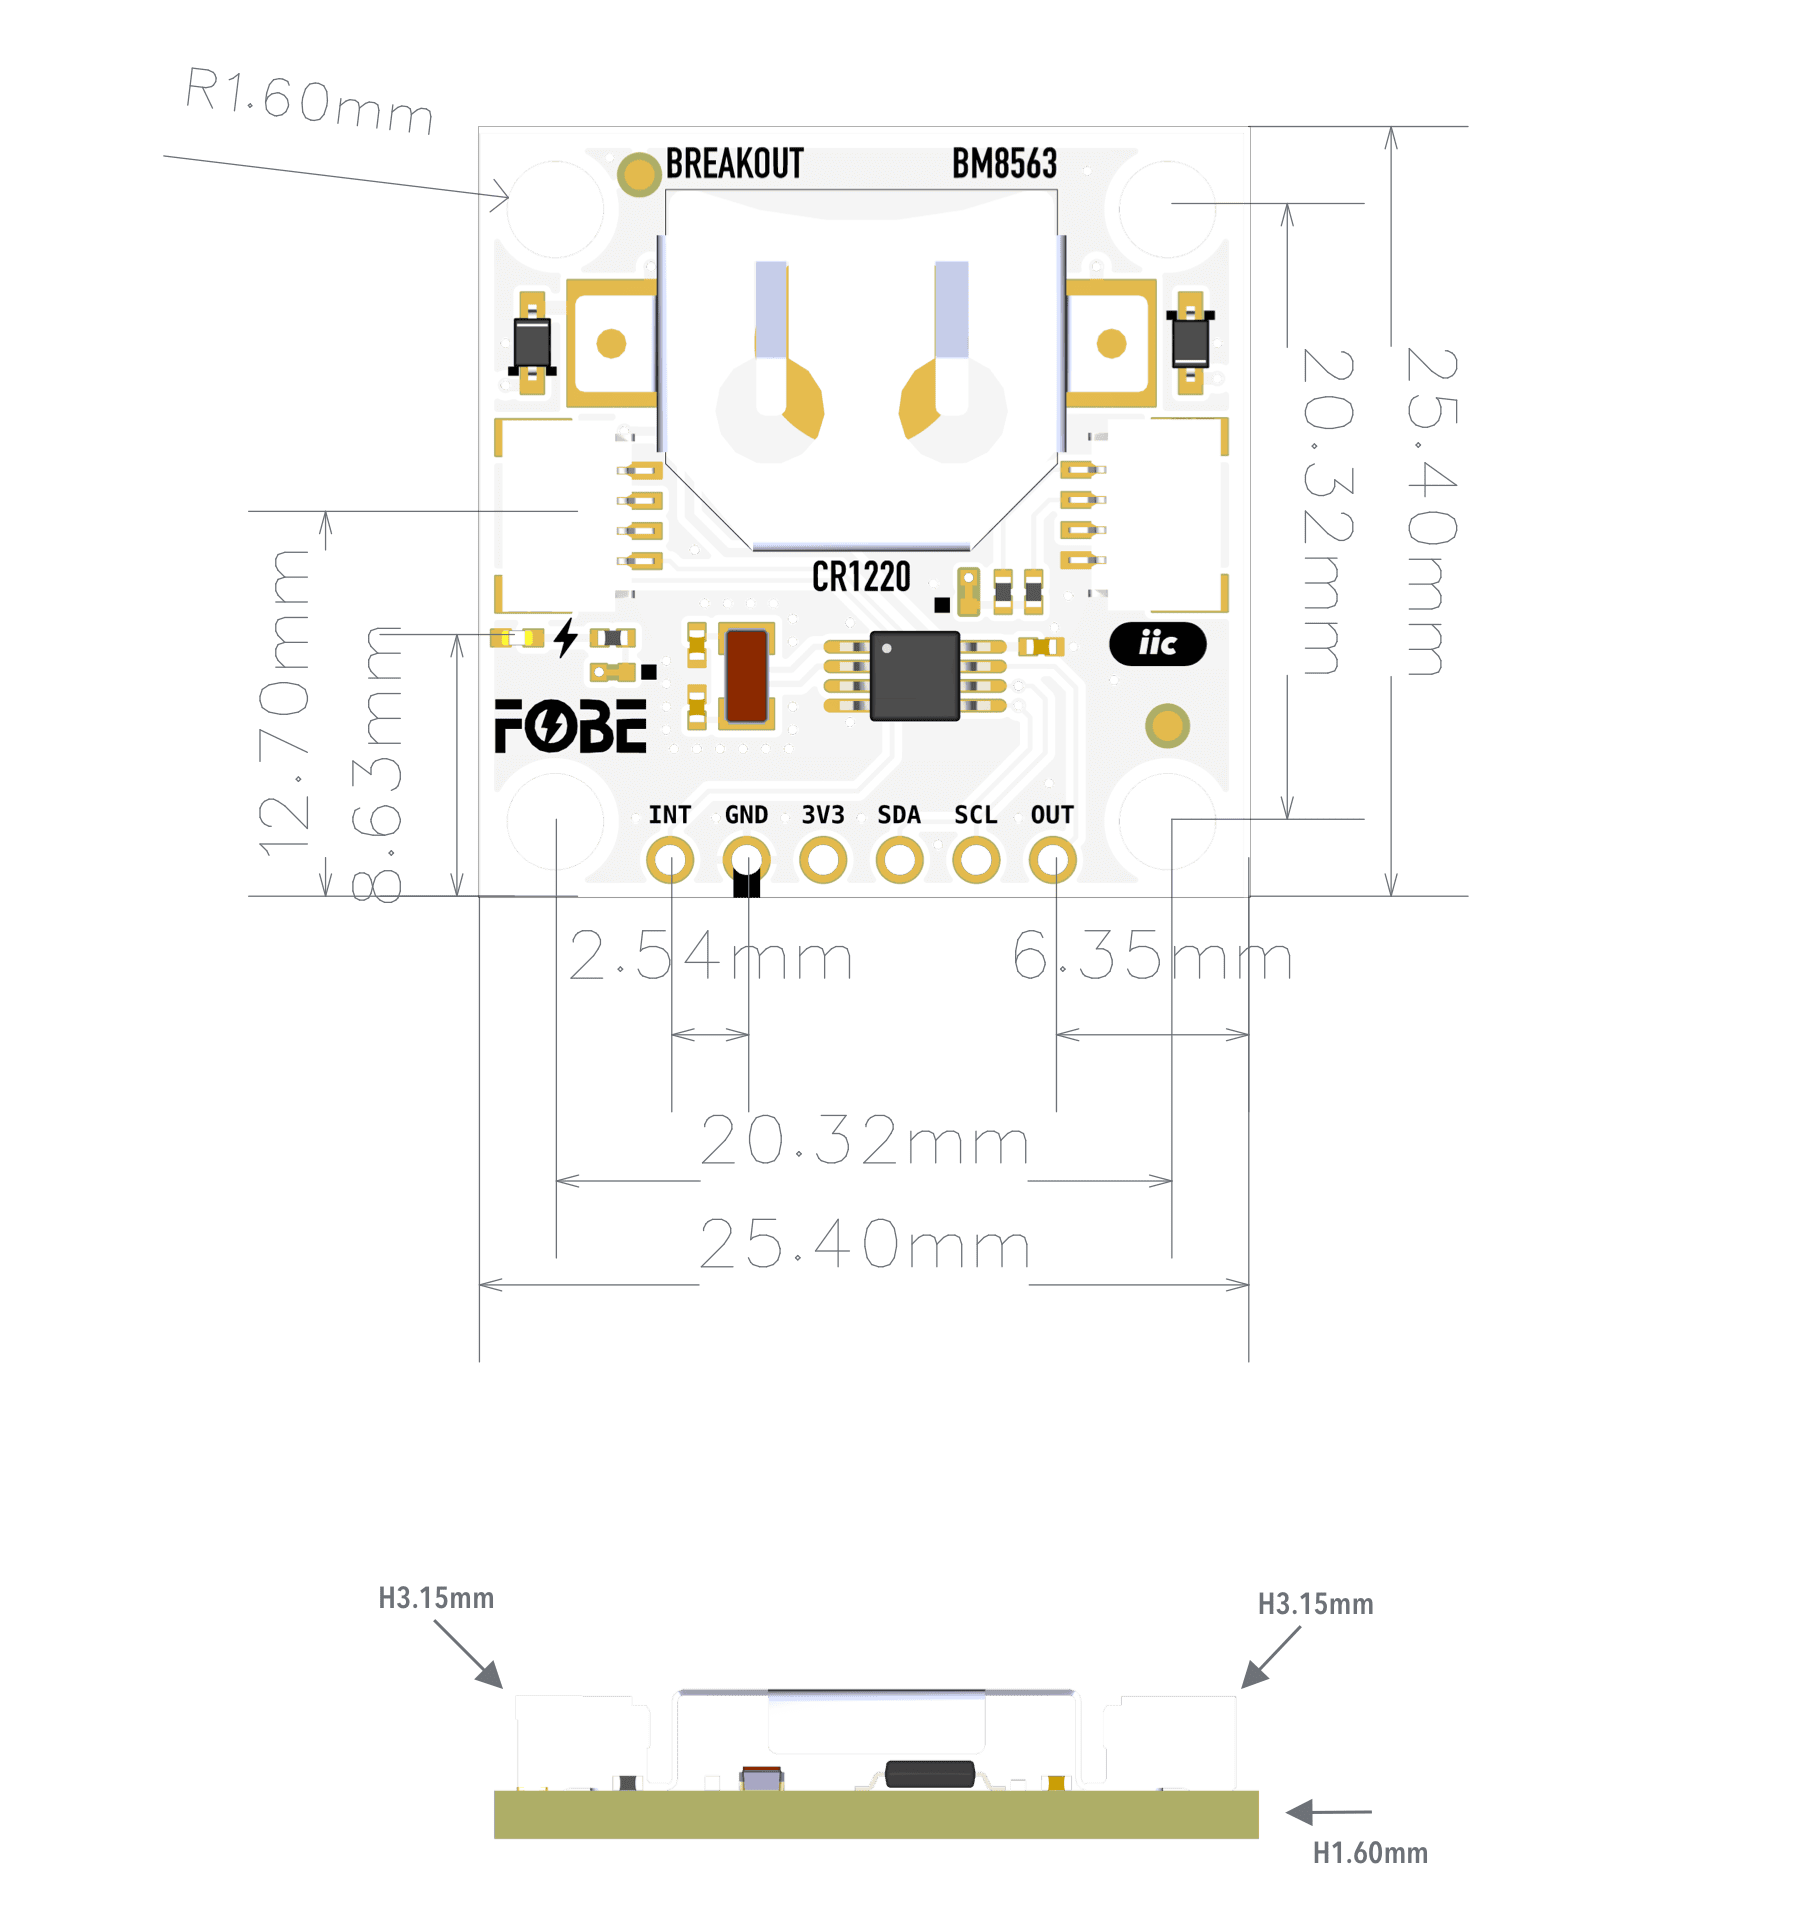 R1.60mm
BREAKOUT
BM8563
CR1220
20.32mm
25.40mm
12.70mm
8.63mm
iic
FOBE
INT GND 3V3 SDA SCL OUT
2.54mm
6.35mm
20.32mm
25.40mm
H3.15mm
H3.15mm
H1.60mm